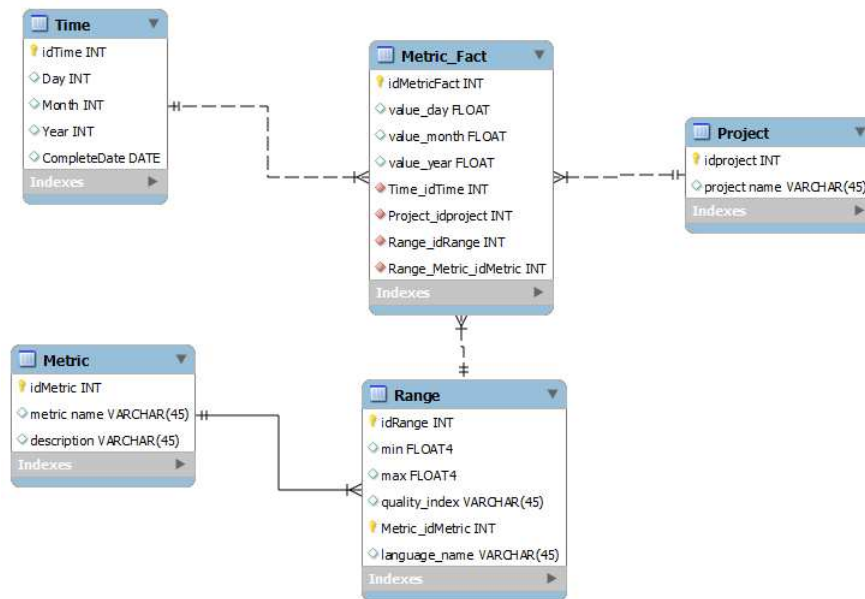 Time
idTime INT
Day INT
Month INT
Year INT
CompleteDate DATE
Indexes
Metric_Fact
idMetricFact INT
value_day FLOAT
value_month FLOAT
value_year FLOAT
Time_idTime INT
Project_idproject INT
Range_idRange INT
Range_Metric_idMetric INT
Indexes
Project
idproject INT
project name VARCHAR(45)
Indexes
Metric
idMetric INT
metric name VARCHAR(45)
description VARCHAR(45)
Indexes
Range
idRange INT
min FLOAT4
max FLOAT4
quality_index VARCHAR(45)
Metric_idMetric INT
language_name VARCHAR(45)
Indexes